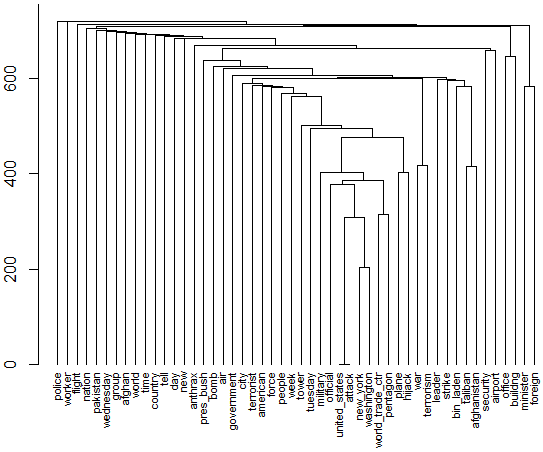 600
400
200
0
police
worker
flight
nation
pakistan
wednesday
group
afghan
world
time
country
tell
day
new
anthrax
pres_bush
bomb
air
government
city
terrorist
american
force
people
week
tower
tuesday
military
official
united_states
attack
new_york
washington
world_trade_ctr
pentagon
plane
hijack
war
terrorism
leader
strike
bin_laden
taliban
afghanistan
security
airport
office
building
minister
foreign